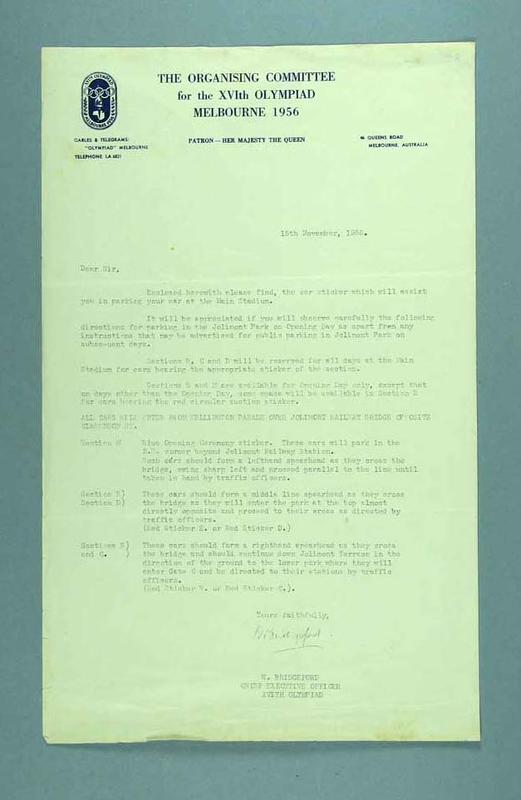 THE ORGANISING COMMITTEE
for the XVIth OLYMPIAD
MELBOURNE 1956
CABLES & TELEGRAMS:
"OLYMPIAD" MELBOURNE
TELEPHONE LA 6831
PATRON — HER MAJESTY THE QUEEN
46 QUEENS ROAD
MELBOURNE, AUSTRALIA
15th November, 1956.
Dear Sir,
Enclosed herewith please find, the car sticker which will assist
you in parking your car at the Main Stadium.
It will be appreciated if you will observe carefully the following
directions for parking in the Jolimont Park on Opening Day as apart from any
instructions that may be advertised for public parking in Jolimont Park on
subsequent days.
Sections B, C and D will be reserved for all days at the Main
Stadium for cars bearing the appropriate sticker of the section.
Sections and are available for Opening Day only, except that
on days other than the Opening Day, some space will be available in Section
for cars bearing the red circular suction sticker.
ALL CARS WILL ENTER FROM WELLINGTON PARADE OVER JOLIMONT RAILWAY BRIDGE OPPOSITE
CLARENDON ST.
Section Blue Opening Ceremony sticker. These cars will park in the
corner beyond Jolimont Railway Station.
Such cars should form a lefthand spearhead as they cross the
bridge, swing sharp left and proceed parallel to the line until
taken in hand by traffic officers.
Section
Section D) These cars should form a middle line spearhead as they cross
the bridge as they will enter the park at the top almost
directly opposite and proceed to their areas as directed by
traffic officers.
(Red Sticker or Red Sticker D.)
Sections
and C. ) These cars should form a righthand spearhead as they cross
the bridge and should continue down Jolimont Terrace in the
direction of the ground to the lower park where they will
enter Gate and be directed to their stations by traffic
officers.
(Red Sticker or Red Sticker C.).
Yours faithfully,
W. BRIDGEFORD
CHIEF EXECUTIVE OFFICER
XVITH OLYMPIAD